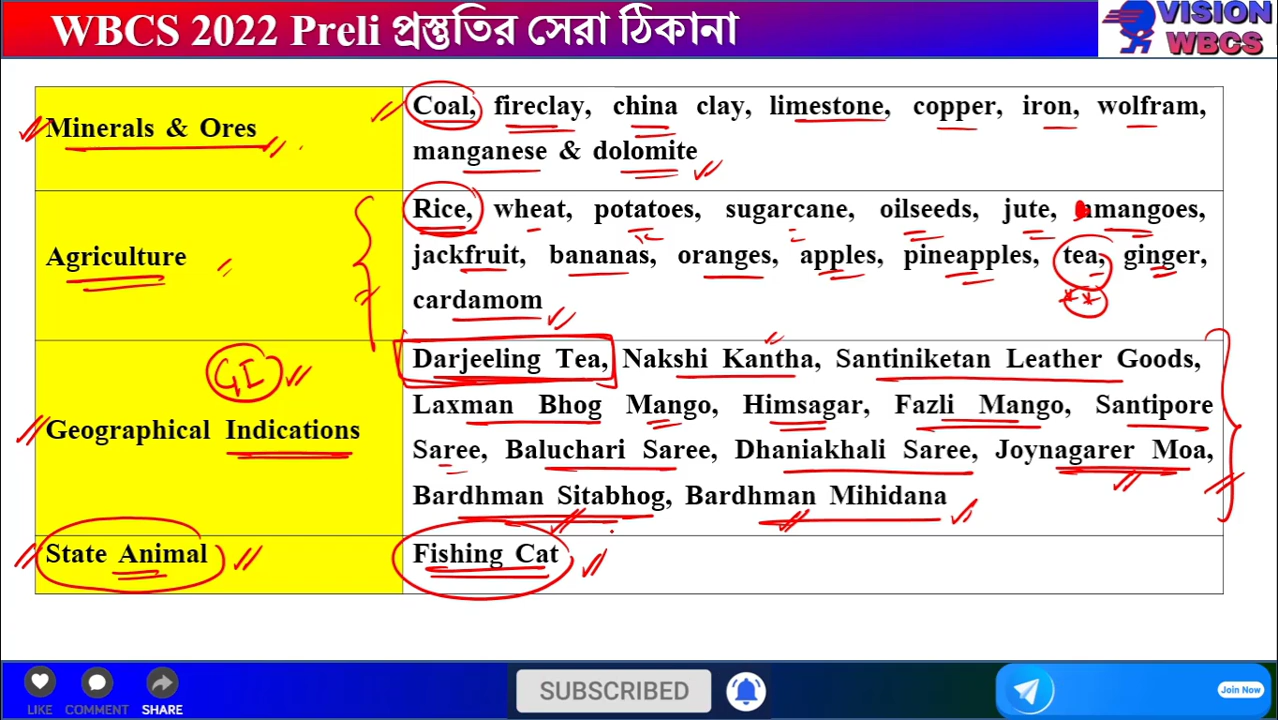 WBCS 2022 Preli প্রস্তুতির সেরা ঠিকানা
VISION
WBCS
Minerals & Ores
Coal, fireclay, china clay, limestone, copper, iron, wolfram,
manganese & dolomite
Agriculture
Rice, wheat, potatoes, sugarcane, oilseeds, jute, amangoes,
jackfruit, bananas, oranges, apples, pineapples, tea, ginger,
cardamom
GI
Geographical Indications
Darjeeling Tea, Nakshi Kantha, Santiniketan Leather Goods,
Laxman Bhog Mango, Himsagar, Fazli Mango, Santipore
Saree, Baluchari Saree, Dhaniakhali Saree, Joynagarer Moa,
Bardhman Sitabhog, Bardhman Mihidana
State Animal
Fishing Cat
LIKE
COMMENT
SHARE
SUBSCRIBED
Join Now